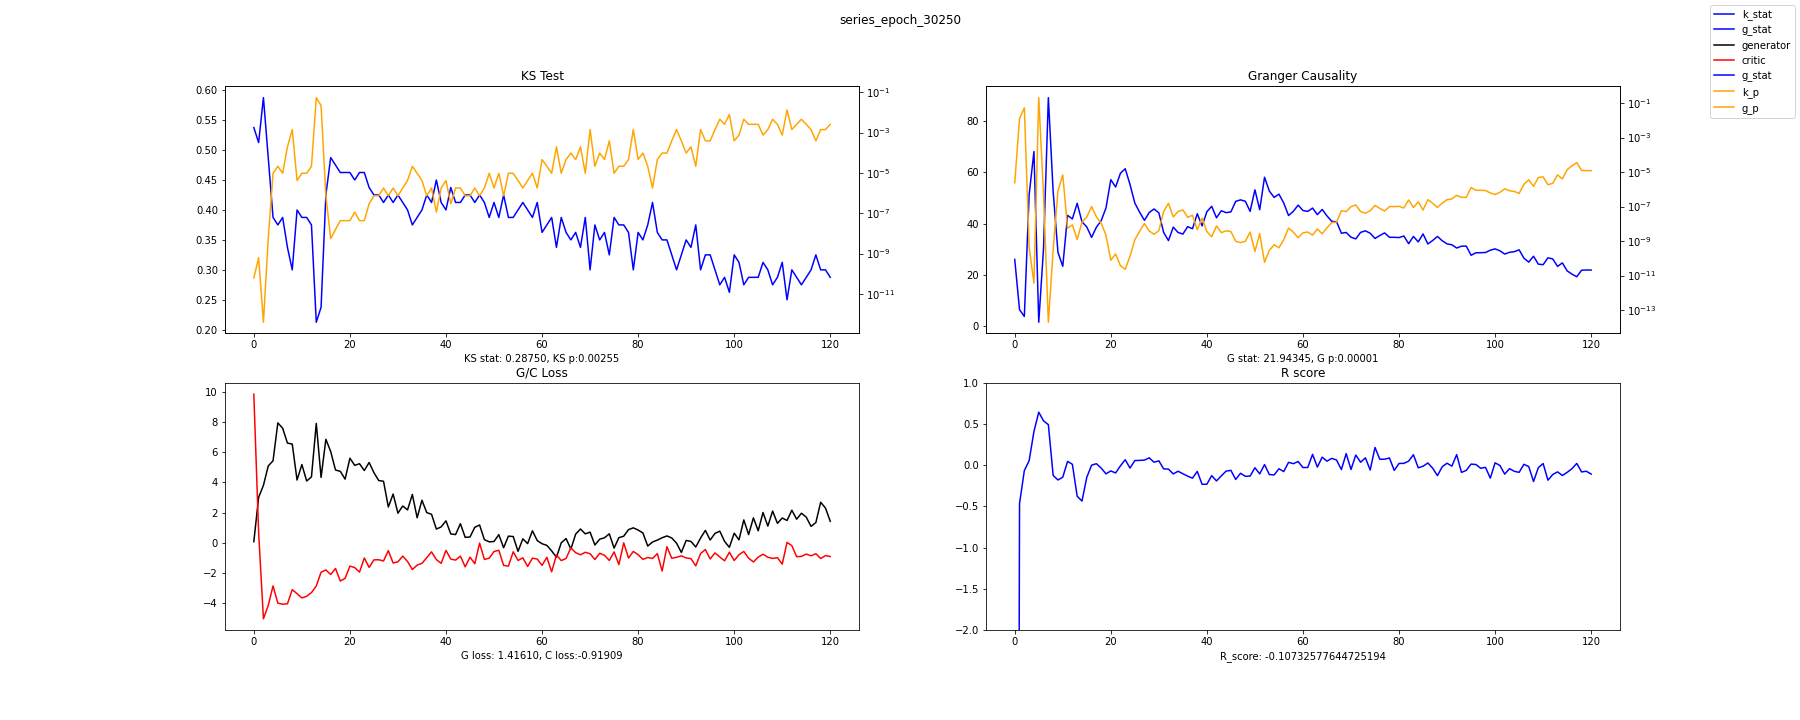 series_epoch_30250
k_stat
g_stat
generator
critic
g_stat
k_p
g_p
KS Test
0.60
0.55
0.50
0.45
0.40
0.35
0.30
0.25
0.20
10⁻¹
10⁻³
10⁻⁵
10⁻⁷
10⁻⁹
10⁻¹¹
0 20 40 60 80 100 120
KS stat: 0.28750, KS p:0.00255
Granger Causality
80
60
40
20
0
10⁻¹
10⁻³
10⁻⁵
10⁻⁷
10⁻⁹
10⁻¹¹
10⁻¹³
0 20 40 60 80 100 120
G stat: 21.94345, G p:0.00001
G/C Loss
10
8
6
4
2
0
−2
−4
0 20 40 60 80 100 120
G loss: 1.41610, C loss:-0.91909
R score
1.0
0.5
0.0
−0.5
−1.0
−1.5
−2.0
0 20 40 60 80 100 120
R_score: -0.10732577644725194